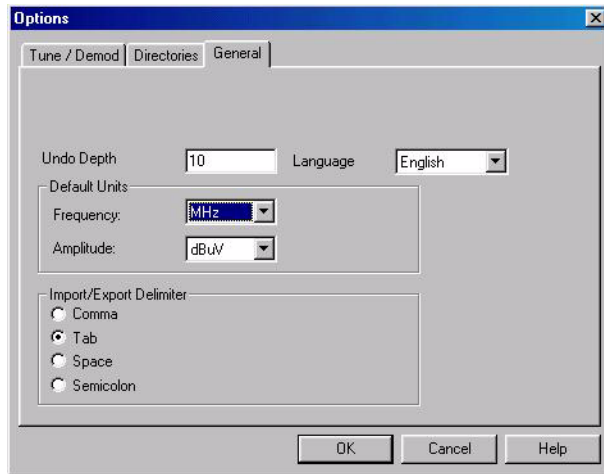 Options
Tune / Demod Directories General
Undo Depth 10 Language English
Default Units
Frequency: MHz
Amplitude: dBuV
Import/Export Delimiter
Comma
Tab
Space
Semicolon
OK Cancel Help